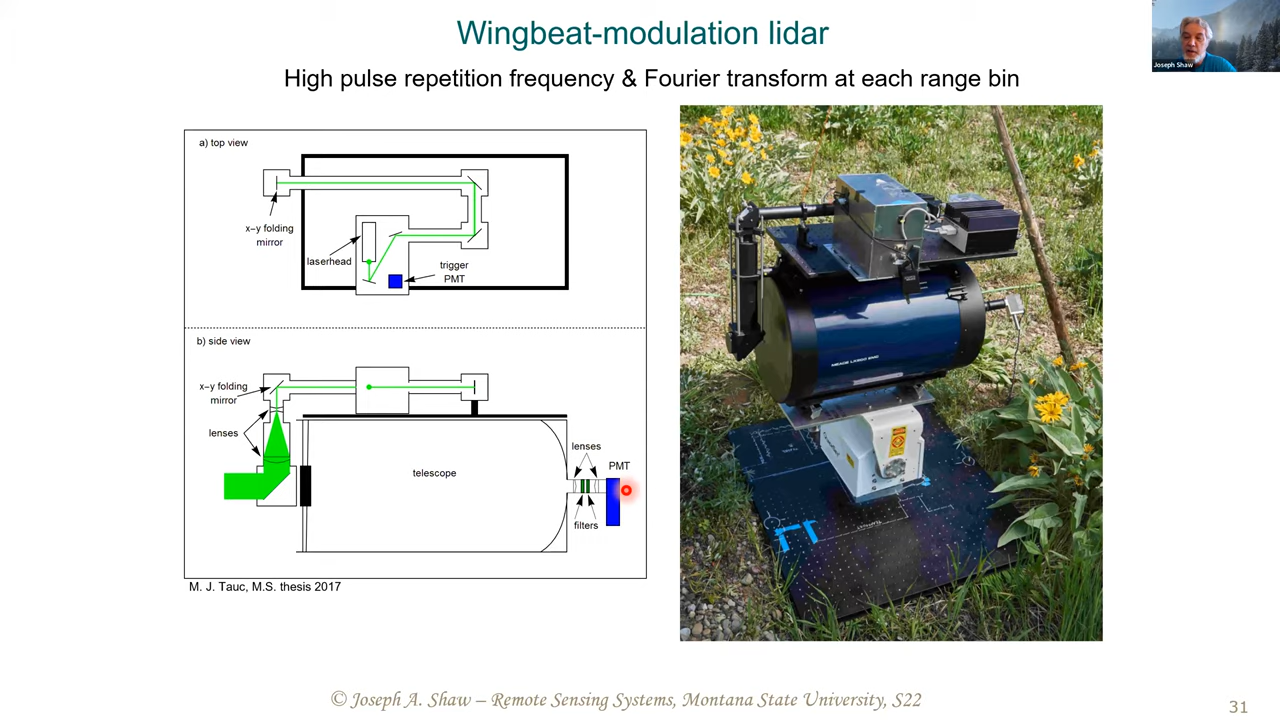 Wingbeat-modulation lidar
High pulse repetition frequency & Fourier transform at each range bin
Joseph Shaw
a) top view
x−y folding
mirror
laserhead
trigger
PMT
b) side view
x−y folding
mirror
lenses
telescope
lenses
PMT
filters
M. J. Tauc, M.S. thesis 2017
© Joseph A. Shaw – Remote Sensing Systems, Montana State University, S22
31